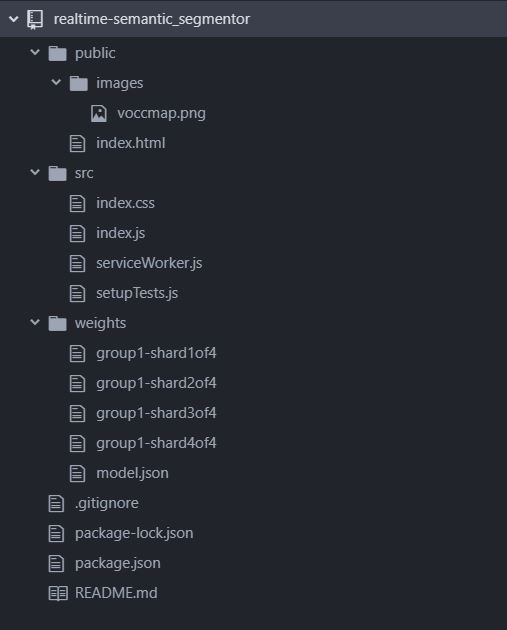 realtime-semantic_segmentor
public
images
voccmap.png
index.html
src
index.css
index.js
serviceWorker.js
setupTests.js
weights
group1-shard1of4
group1-shard2of4
group1-shard3of4
group1-shard4of4
model.json
.gitignore
package-lock.json
package.json
README.md